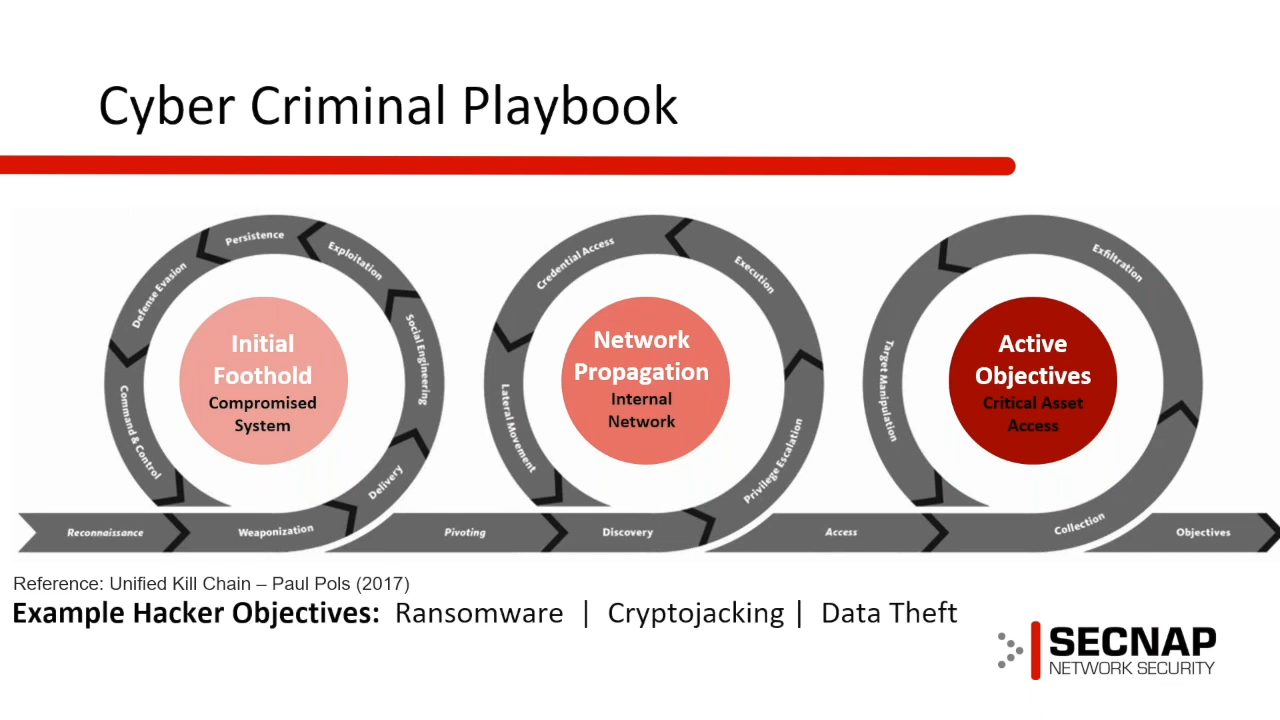 Cyber Criminal Playbook
Persistence
Exploitation
Defense Evasion
Social Engineering
Command & Control
Delivery
Initial
Foothold
Compromised
System
Reconnaissance
Weaponization
Credential Access
Execution
Lateral Movement
Privilege Escalation
Network
Propagation
Internal
Network
Pivoting
Discovery
Exfiltration
Target Manipulation
Active
Objectives
Critical Asset
Access
Access
Collection
Objectives
Reference: Unified Kill Chain – Paul Pols (2017)
Example Hacker Objectives: Ransomware | Cryptojacking | Data Theft
SECNAP
NETWORK SECURITY